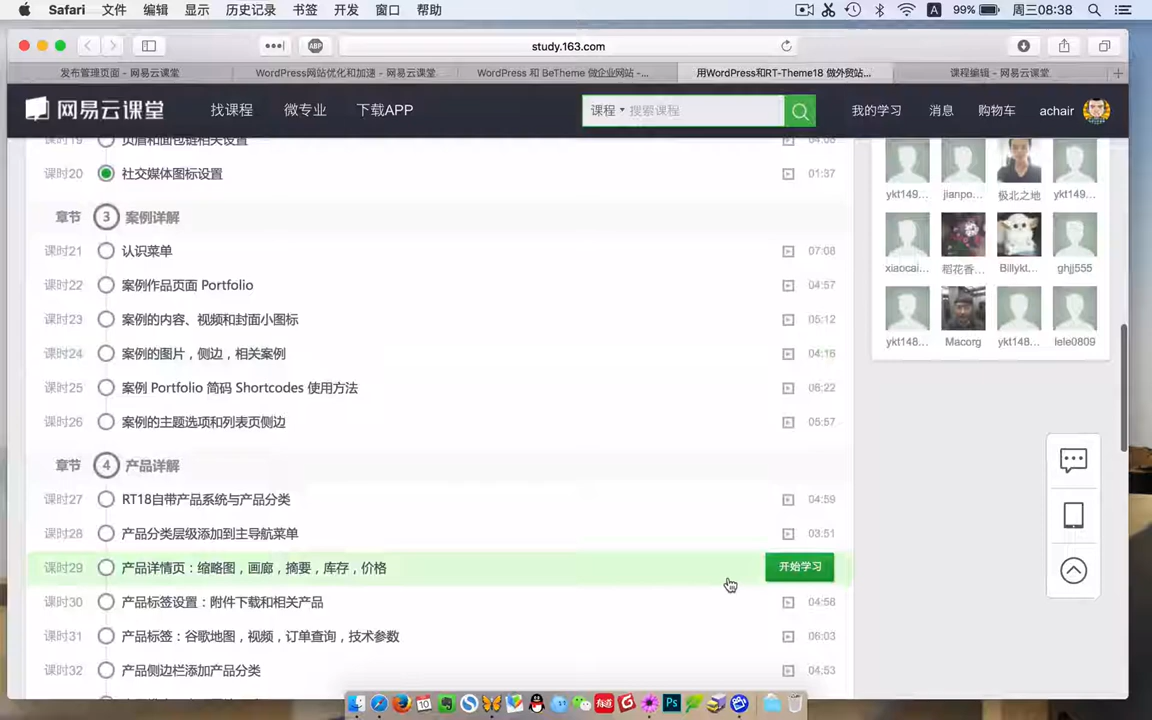 Safari 文件 编辑 显示 历史记录 书签 开发 窗口 帮助 99% 周三08:38
study.163.com
发布管理页面 - 网易云课堂 WordPress网站优化和加速 - 网易云课堂 WordPress 和 BeTheme 做企业网站 -... 用WordPress和RT-Theme18 做外贸站... 课程编辑 - 网易云课堂
网易云课堂 找课程 微专业 下载APP 课程 搜索课程 我的学习 消息 购物车 achair
课时19 页眉和面包链相关设置
课时20 社交媒体图标设置 01:37
章节 3 案例详解
课时21 认识菜单 07:08
课时22 案例作品页面 Portfolio 04:57
课时23 案例的内容、视频和封面小图标 05:12
课时24 案例的图片，侧边，相关案例 04:16
课时25 案例 Portfolio 简码 Shortcodes 使用方法 06:22
课时26 案例的主题选项和列表页侧边 05:57
章节 4 产品详解
课时27 RT18自带产品系统与产品分类 04:59
课时28 产品分类层级添加到主导航菜单 03:51
课时29 产品详情页：缩略图，画廊，摘要，库存，价格 开始学习
课时30 产品标签设置：附件下载和相关产品 04:58
课时31 产品标签：谷歌地图，视频，订单查询，技术参数 06:03
课时32 产品侧边栏添加产品分类 04:53
ykt149... jianpo... 极北之地 ykt149...
xiaocai... 稻花香... Billykt... ghjj555
ykt148... Macorg ykt148... lele0809